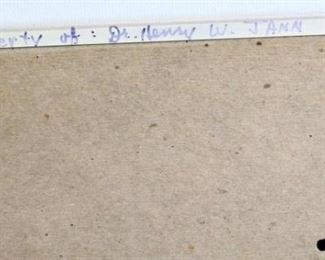 erty of: Dr. Henry W. JANN